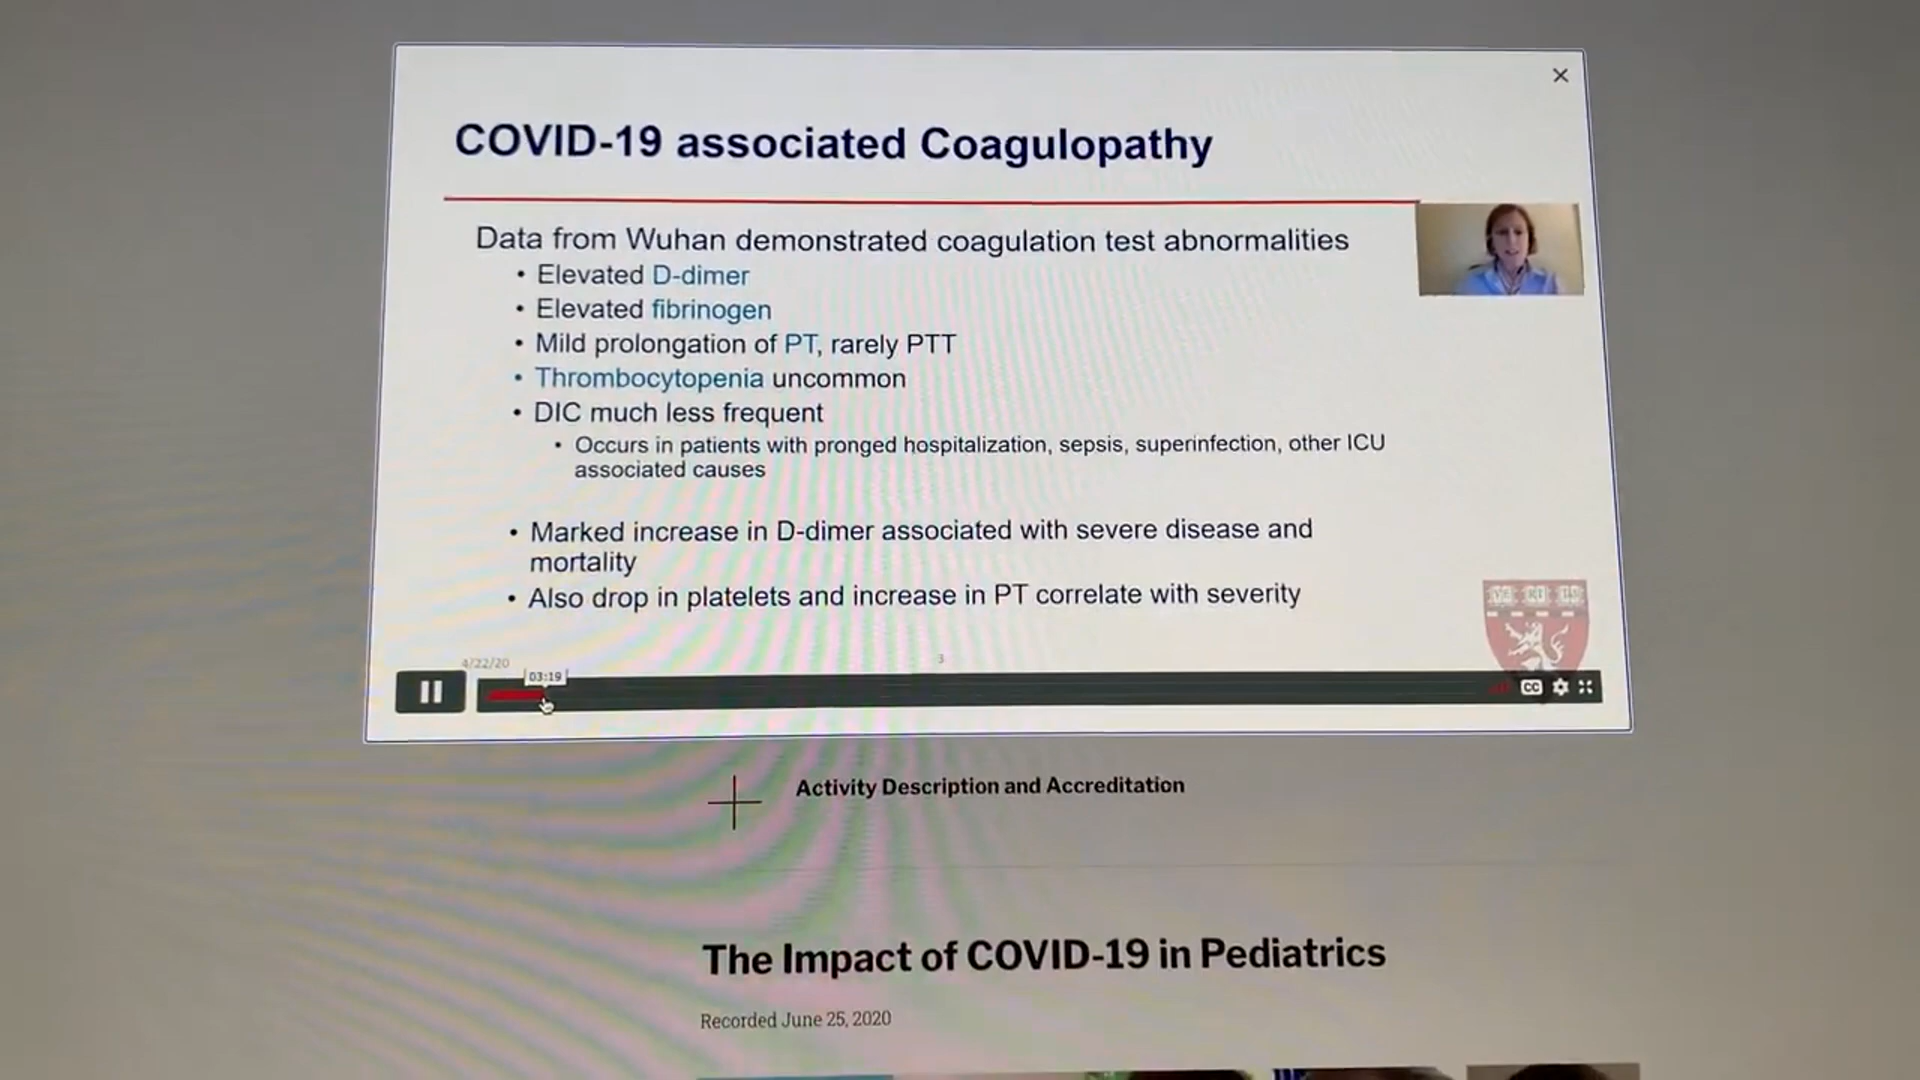 COVID-19 associated Coagulopathy
Data from Wuhan demonstrated coagulation test abnormalities
• Elevated D-dimer
• Elevated fibrinogen
• Mild prolongation of PT, rarely PTT
• Thrombocytopenia uncommon
• DIC much less frequent
• Occurs in patients with pronged hospitalization, sepsis, superinfection, other ICU
associated causes
• Marked increase in D-dimer associated with severe disease and
mortality
• Also drop in platelets and increase in PT correlate with severity
4/22/20
3
03:19
CC
Activity Description and Accreditation
The Impact of COVID-19 in Pediatrics
Recorded June 25, 2020